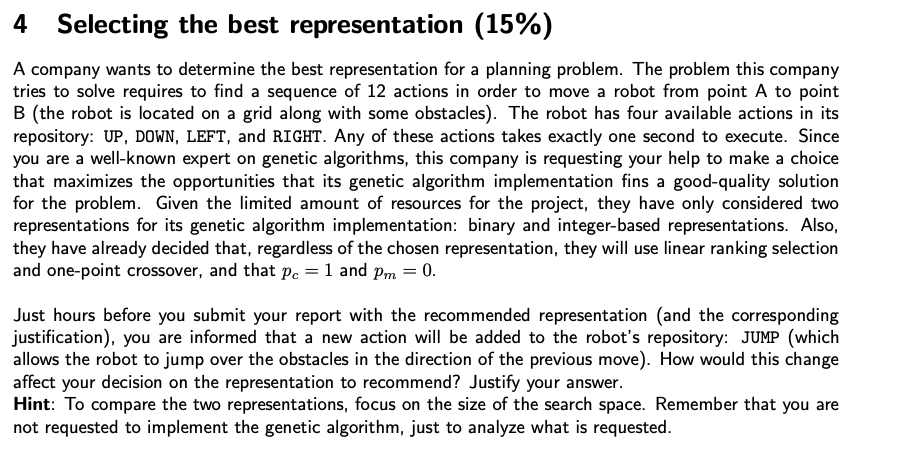 4 Selecting the best representation (15%)
A company wants to determine the best representation for a planning problem. The problem this company
tries to solve requires to find a sequence of 12 actions in order to move a robot from point A to point
B (the robot is located on a grid along with some obstacles). The robot has four available actions in its
repository: UP, DOWN, LEFT, and RIGHT. Any of these actions takes exactly one second to execute. Since
you are a well-known expert on genetic algorithms, this company is requesting your help to make a choice
that maximizes the opportunities that its genetic algorithm implementation fins a good-quality solution
for the problem. Given the limited amount of resources for the project, they have only considered two
representations for its genetic algorithm implementation: binary and integer-based representations. Also,
they have already decided that, regardless of the chosen representation, they will use linear ranking selection
and one-point crossover, and that p_c = 1 and p_m = 0.
Just hours before you submit your report with the recommended representation (and the corresponding
justification), you are informed that a new action will be added to the robot's repository: JUMP (which
allows the robot to jump over the obstacles in the direction of the previous move). How would this change
affect your decision on the representation to recommend? Justify your answer.
Hint: To compare the two representations, focus on the size of the search space. Remember that you are
not requested to implement the genetic algorithm, just to analyze what is requested.